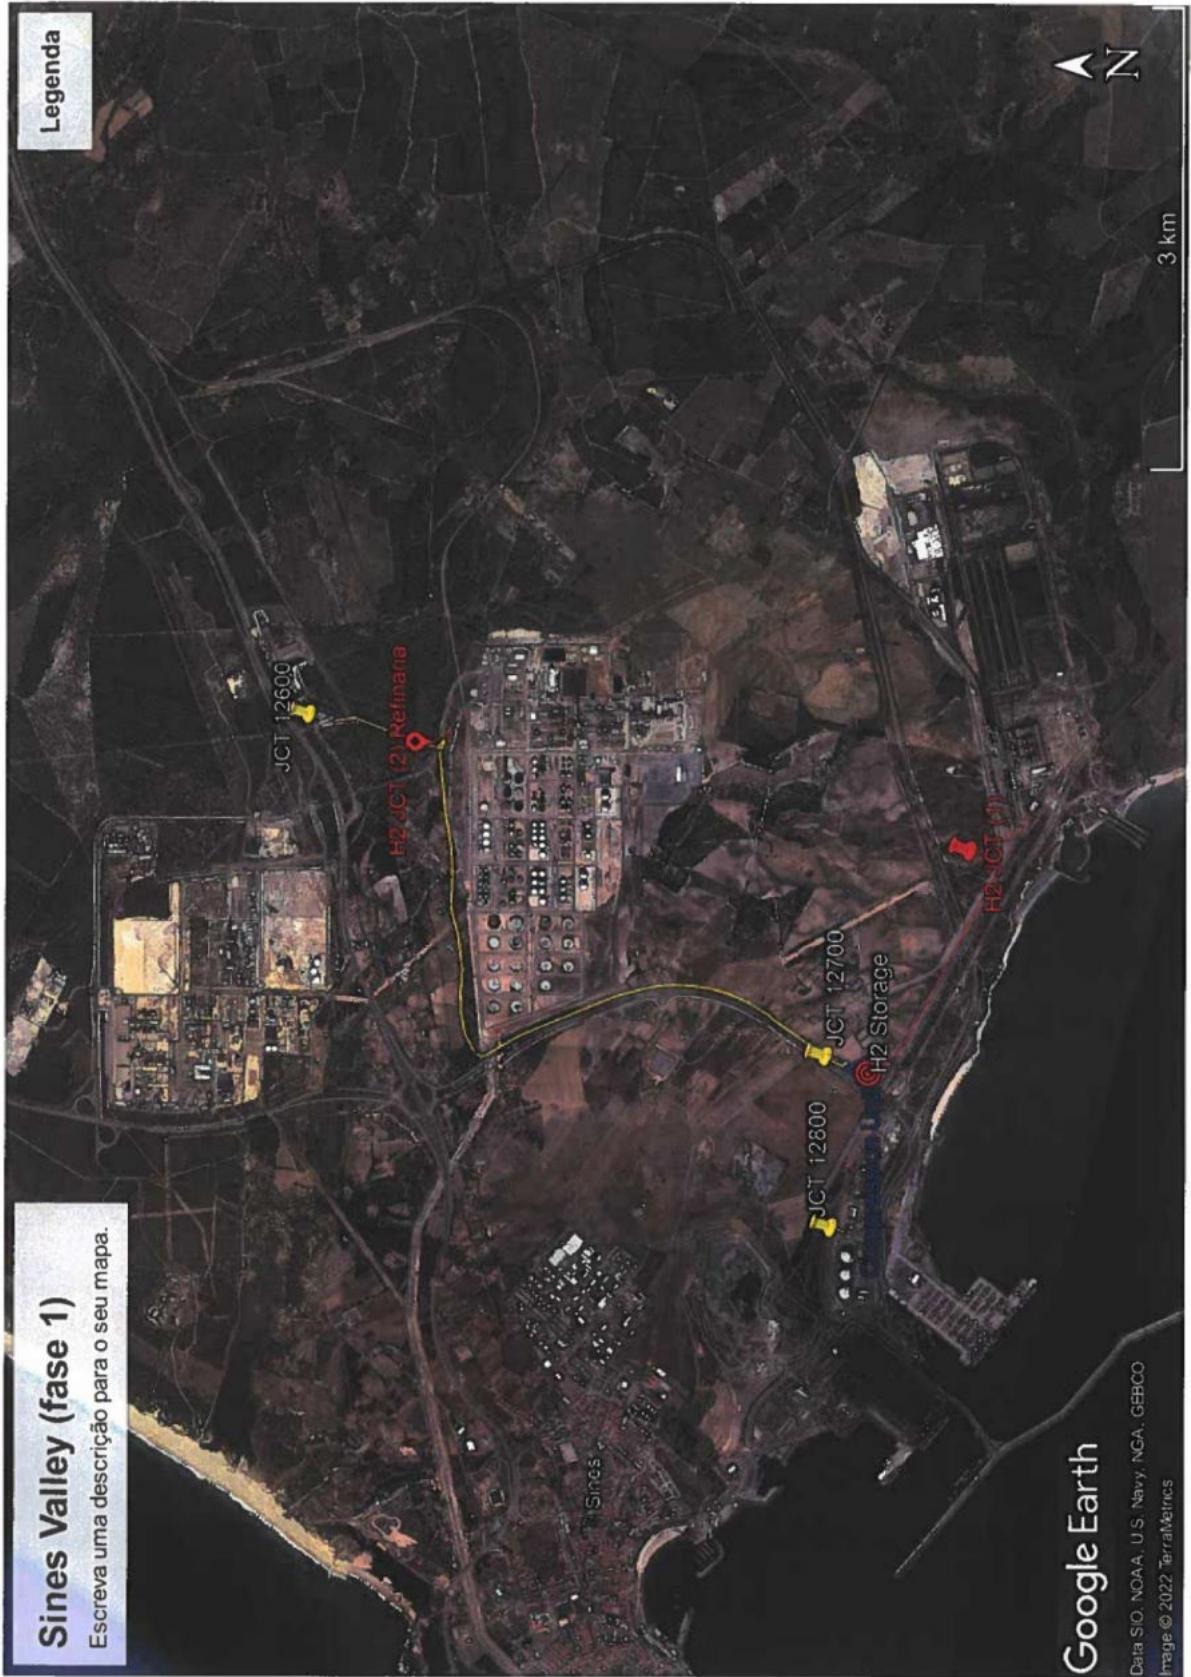 Sines Valley (fase 1)
Escreva uma descrição para o seu mapa.
Legenda
JCT 12600
H2 JCT (2) Refinaria
JCT 12700
H2 Storage
JCT 12800
H2 JCT (1)
Sines
N
3 km
Google Earth
Data SIO, NOAA, U.S. Navy, NGA, GEBCO
Image © 2022 TerraMetrics